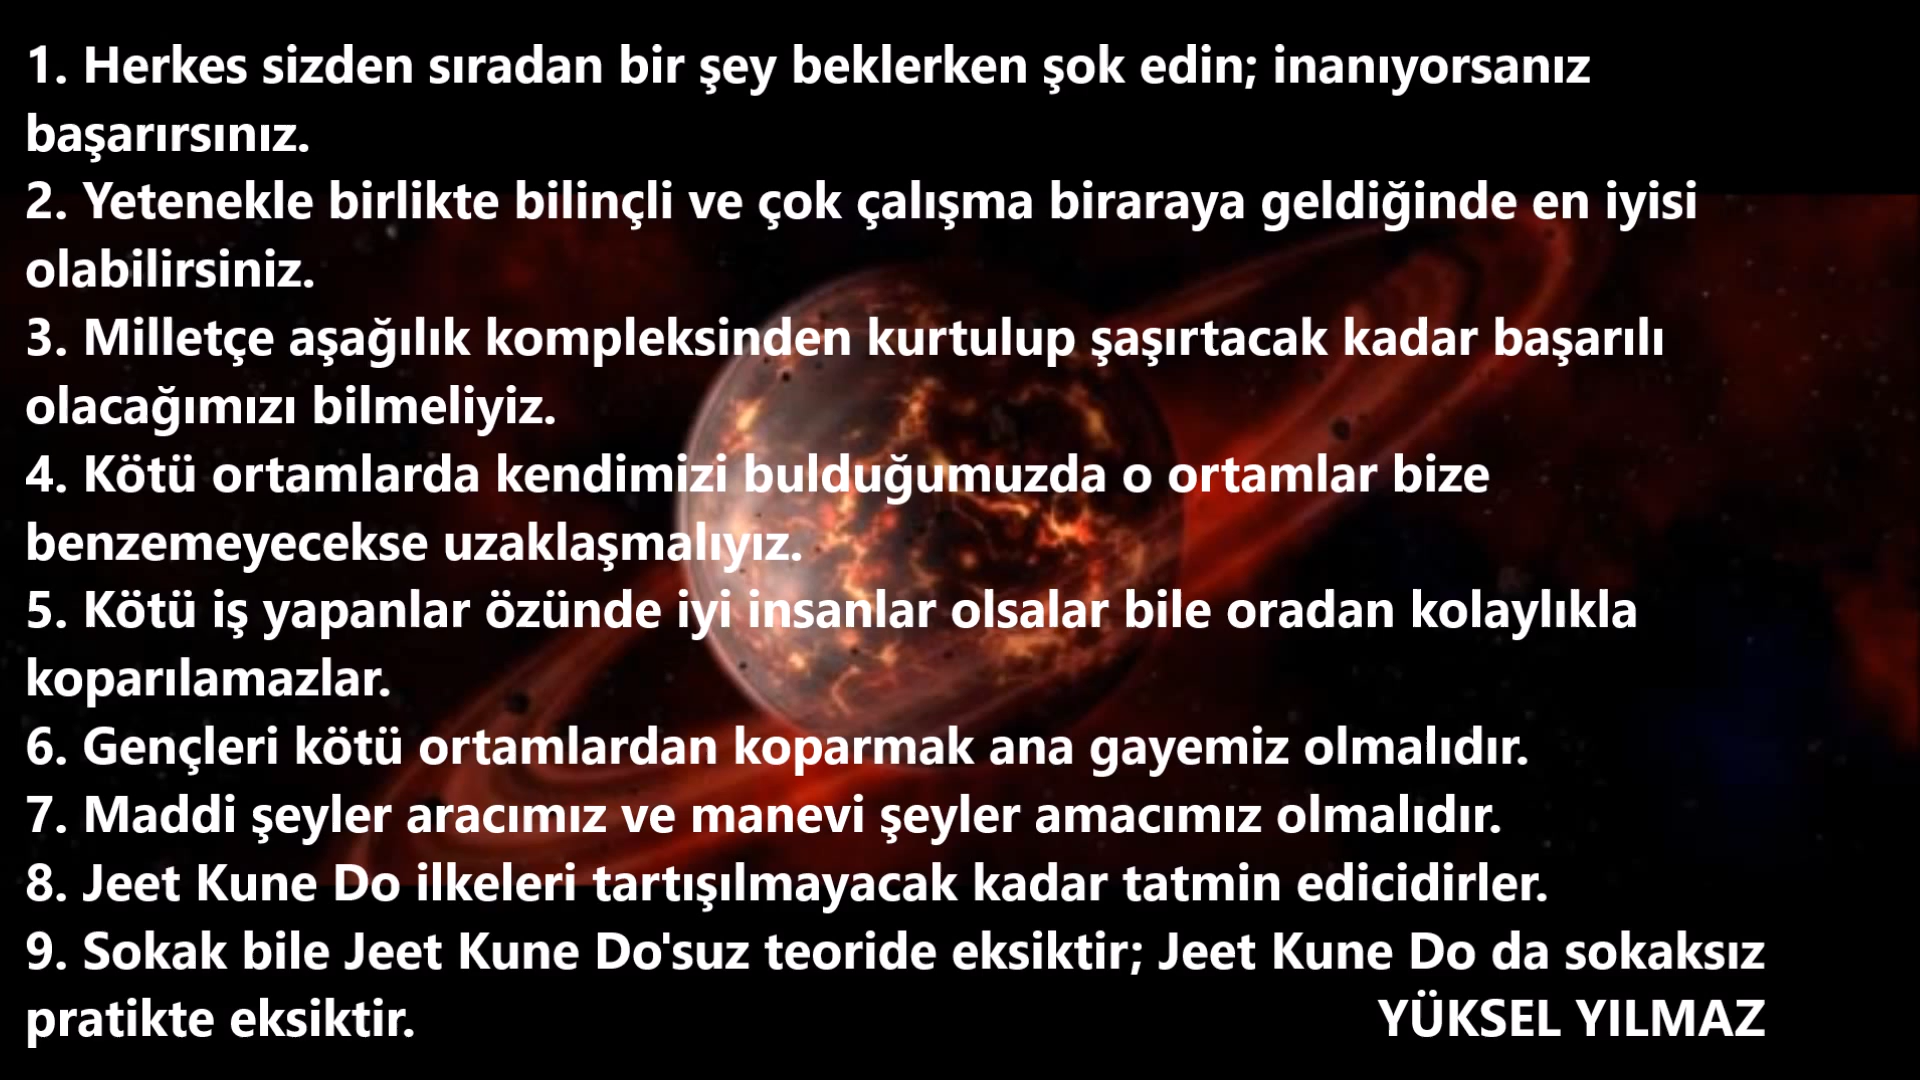 1. Herkes sizden sıradan bir şey beklerken şok edin; inanıyorsanız
başarırsınız.
2. Yetenekle birlikte bilinçli ve çok çalışma biraraya geldiğinde en iyisi
olabilirsiniz.
3. Milletçe aşağılık kompleksinden kurtulup şaşırtacak kadar başarılı
olacağımızı bilmeliyiz.
4. Kötü ortamlarda kendimizi bulduğumuzda o ortamlar bize
benzemeyecekse uzaklaşmalıyız.
5. Kötü iş yapanlar özünde iyi insanlar olsalar bile oradan kolaylıkla
koparılamazlar.
6. Gençleri kötü ortamlardan koparmak ana gayemiz olmalıdır.
7. Maddi şeyler aracımız ve manevi şeyler amacımız olmalıdır.
8. Jeet Kune Do ilkeleri tartışılmayacak kadar tatmin edicidirler.
9. Sokak bile Jeet Kune Do'suz teoride eksiktir; Jeet Kune Do da sokaksız
pratikte eksiktir. YÜKSEL YILMAZ